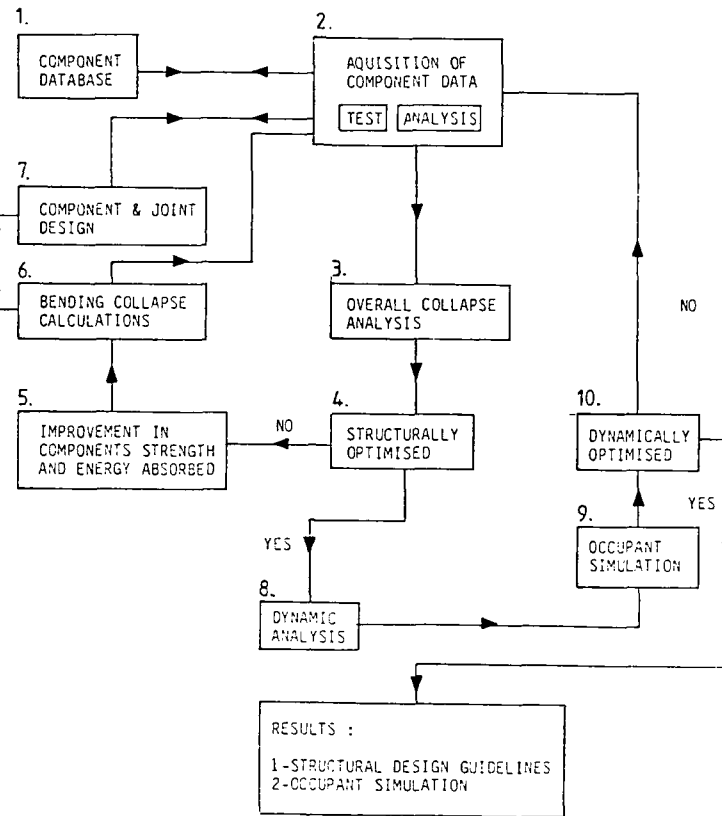 1.
COMPONENT
DATABASE
2.
AQUISITION OF
COMPONENT DATA
TEST ANALYSIS
7.
COMPONENT & JOINT
DESIGN
6.
BENDING COLLAPSE
CALCULATIONS
3.
OVERALL COLLAPSE
ANALYSIS
NO
5.
IMPROVEMENT IN
COMPONENTS STRENGTH
AND ENERGY ABSORBED
NO
4.
STRUCTURALLY
OPTIMISED
10.
DYNAMICALLY
OPTIMISED
YES
9.
OCCUPANT
SIMULATION
YES
8.
DYNAMIC
ANALYSIS
RESULTS :
1-STRUCTURAL DESIGN GUIDELINES
2-OCCUPANT SIMULATION